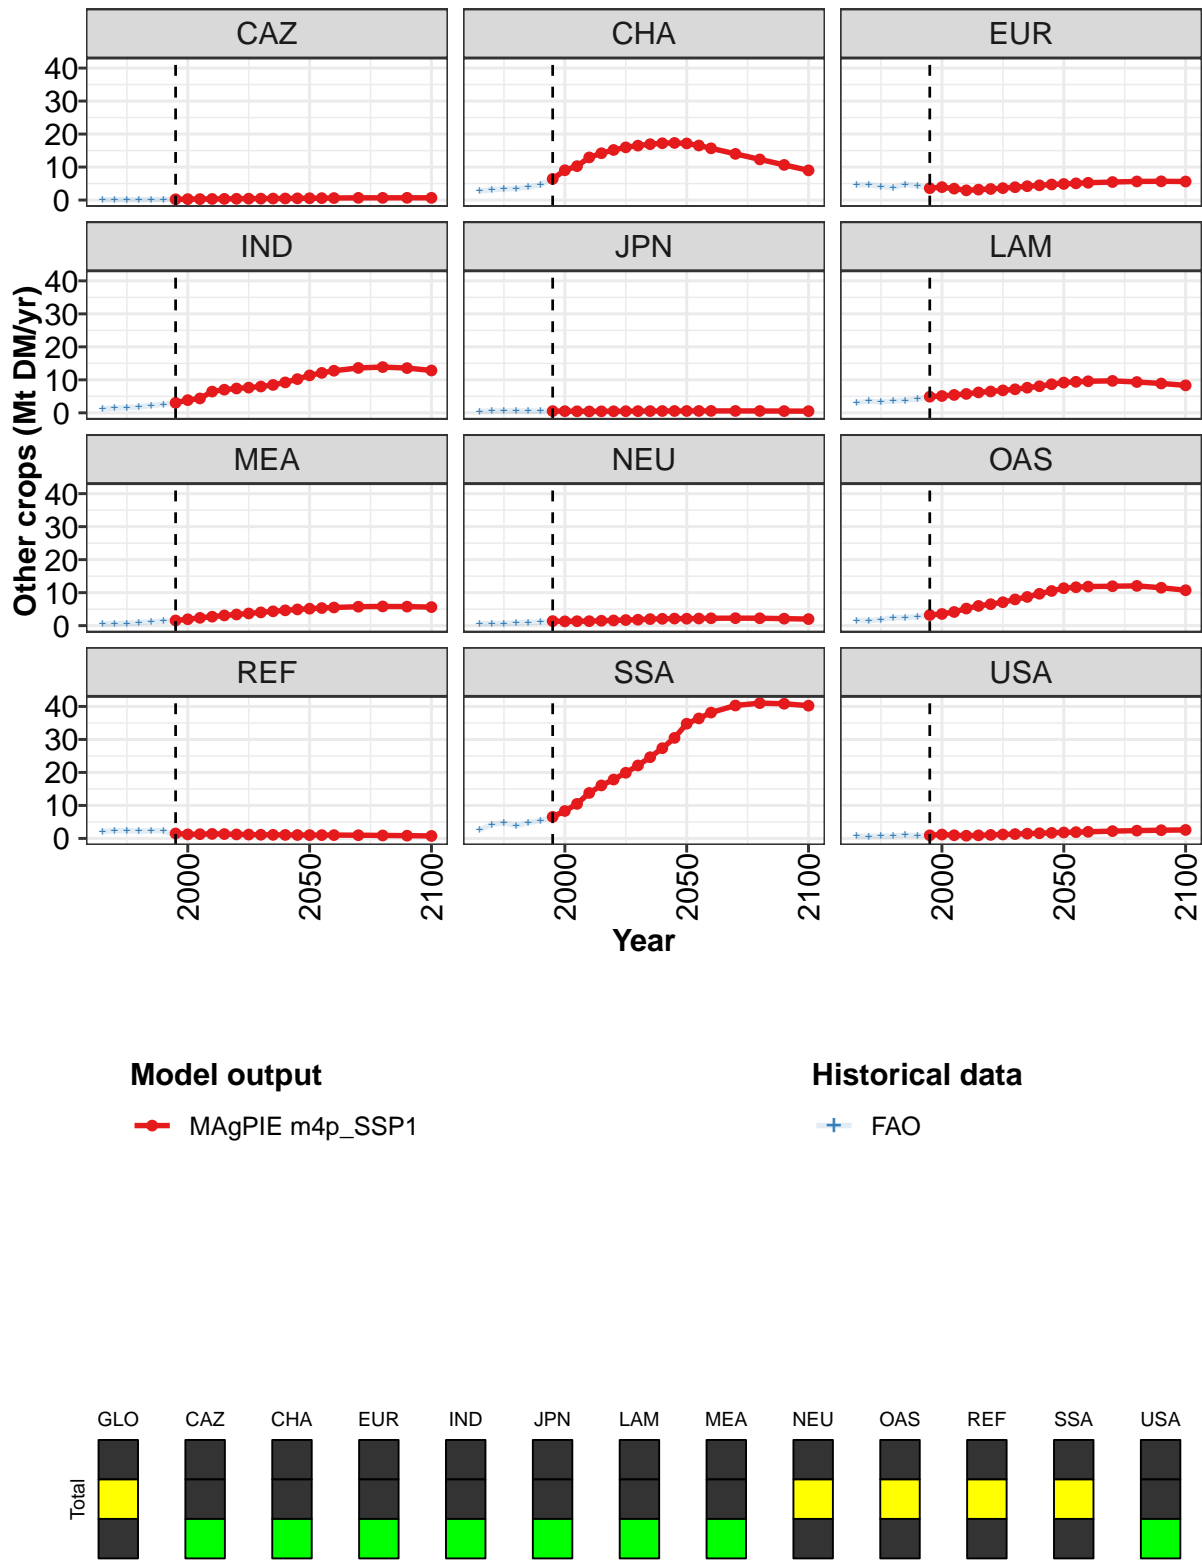 CAZ CHA EUR
40
30
20
10
0
IND JPN LAM
40
30
20
10
0
MEA NEU OAS
40
30
20
10
0
REF SSA USA
40
30
20
10
0
Other crops (Mt DM/yr)
2000 2050 2100 2000 2050 2100 2000 2050 2100
Year
Model output Historical data
MAgPIE m4p_SSP1 FAO
GLO CAZ CHA EUR IND JPN LAM MEA NEU OAS REF SSA USA
Total